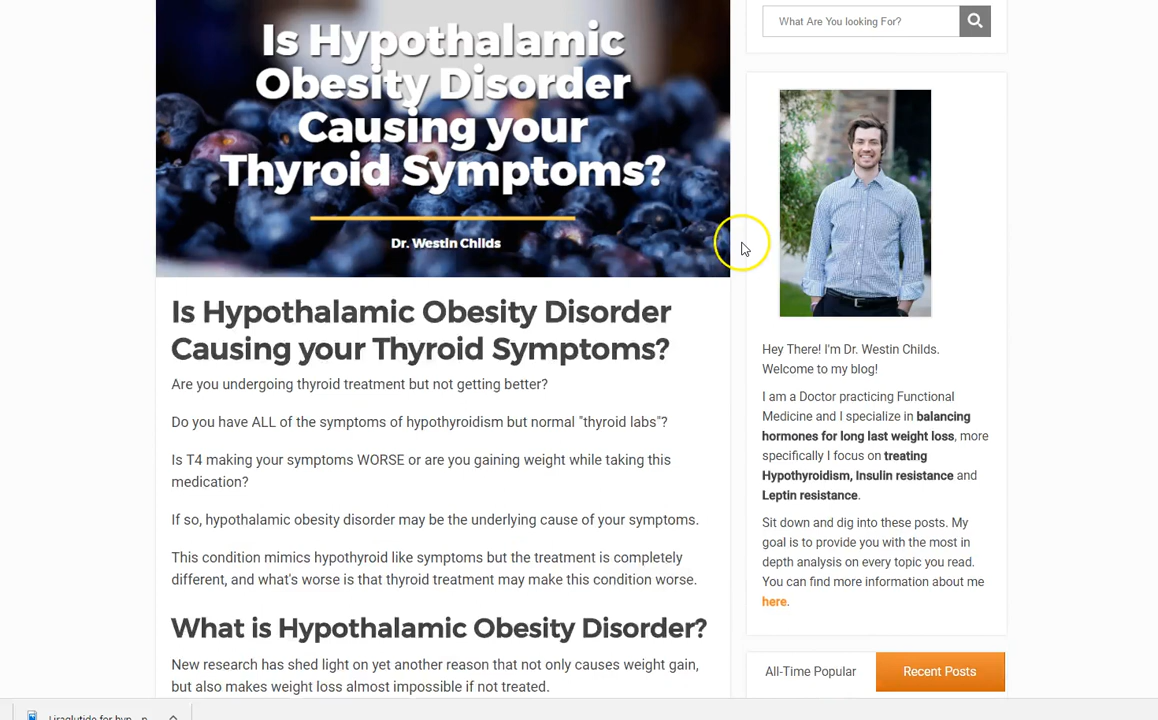 Is Hypothalamic
Obesity Disorder
Causing your
Thyroid Symptoms?
Dr. Westin Childs
Is Hypothalamic Obesity Disorder
Causing your Thyroid Symptoms?
Are you undergoing thyroid treatment but not getting better?
Do you have ALL of the symptoms of hypothyroidism but normal "thyroid labs"?
Is T4 making your symptoms WORSE or are you gaining weight while taking this
medication?
If so, hypothalamic obesity disorder may be the underlying cause of your symptoms.
This condition mimics hypothyroid like symptoms but the treatment is completely
different, and what's worse is that thyroid treatment may make this condition worse.
What is Hypothalamic Obesity Disorder?
New research has shed light on yet another reason that not only causes weight gain,
but also makes weight loss almost impossible if not treated.
What Are You looking For?
Hey There! I'm Dr. Westin Childs.
Welcome to my blog!
I am a Doctor practicing Functional
Medicine and I specialize in balancing
hormones for long last weight loss, more
specifically I focus on treating
Hypothyroidism, Insulin resistance and
Leptin resistance.
Sit down and dig into these posts. My
goal is to provide you with the most in
depth analysis on every topic you read.
You can find more information about me
here.
All-Time Popular
Recent Posts
Liraglutide for hyp